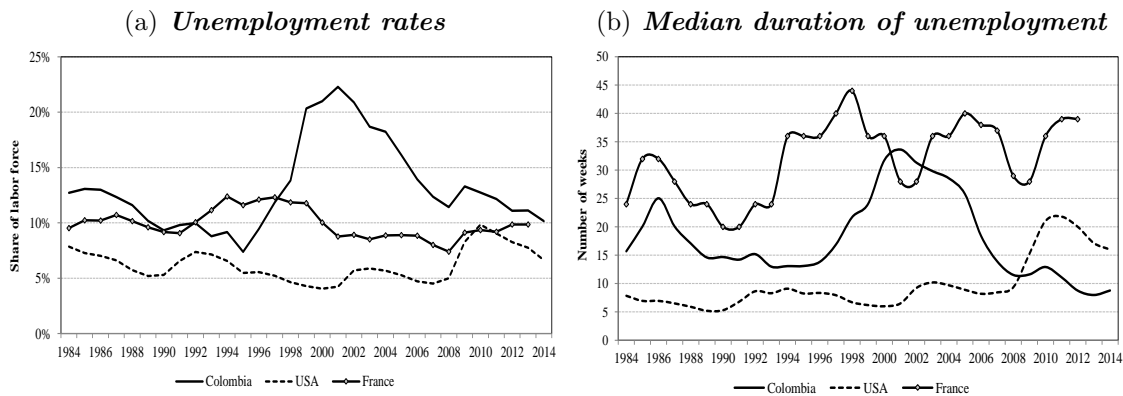 (a) Unemployment rates
25%
20%
15%
10%
5%
0%
Share of labor force
1984 1986 1988 1990 1992 1994 1996 1998 2000 2002 2004 2006 2008 2010 2012 2014
Colombia USA France
(b) Median duration of unemployment
50
45
40
35
30
25
20
15
10
5
0
Number of weeks
1984 1986 1988 1990 1992 1994 1996 1998 2000 2002 2004 2006 2008 2010 2012 2014
Colombia USA France